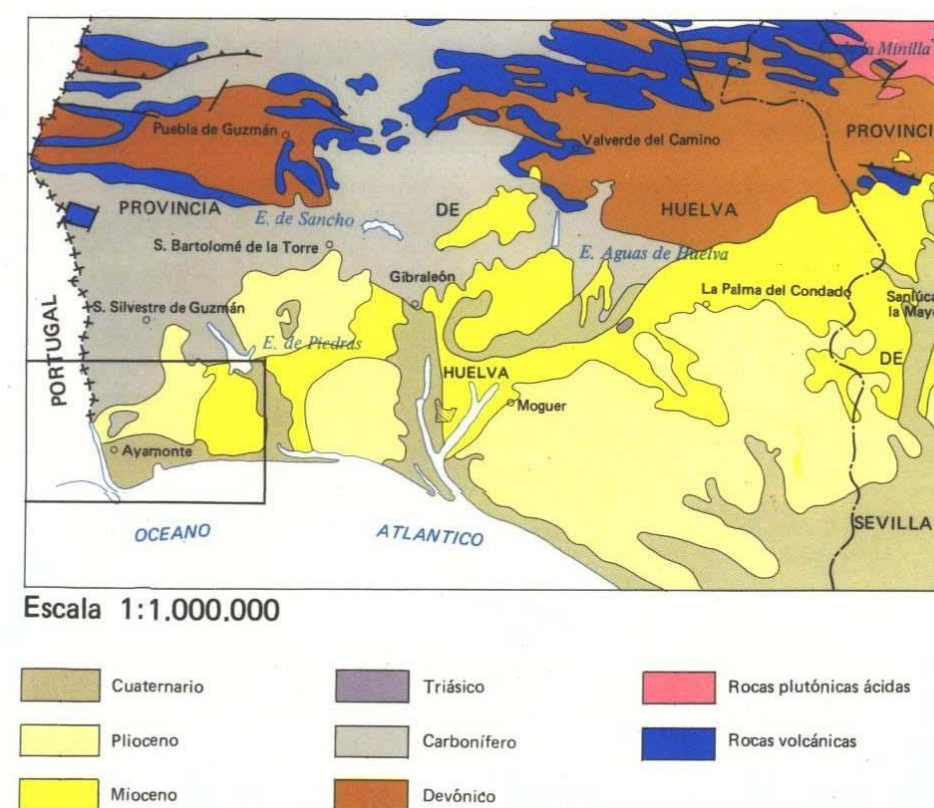 la Minilla
Puebla de Guzmán
Valverde del Camino
PROVINCI
PROVINCIA
DE
HUELVA
E. de Sancho
S. Bartolomé de la Torre
E. Aguas de Huelva
Gibraleón
La Palma del Condado
Sanlúca
la Mayo
S. Silvestre de Guzmán
E. de Piedras
DE
PORTUGAL
HUELVA
Moguer
Ayamonte
SEVILLA
OCEANO
ATLANTICO
Escala 1:1.000.000
Cuaternario
Triásico
Rocas plutónicas ácidas
Plioceno
Carbonífero
Rocas volcánicas
Mioceno
Devónico